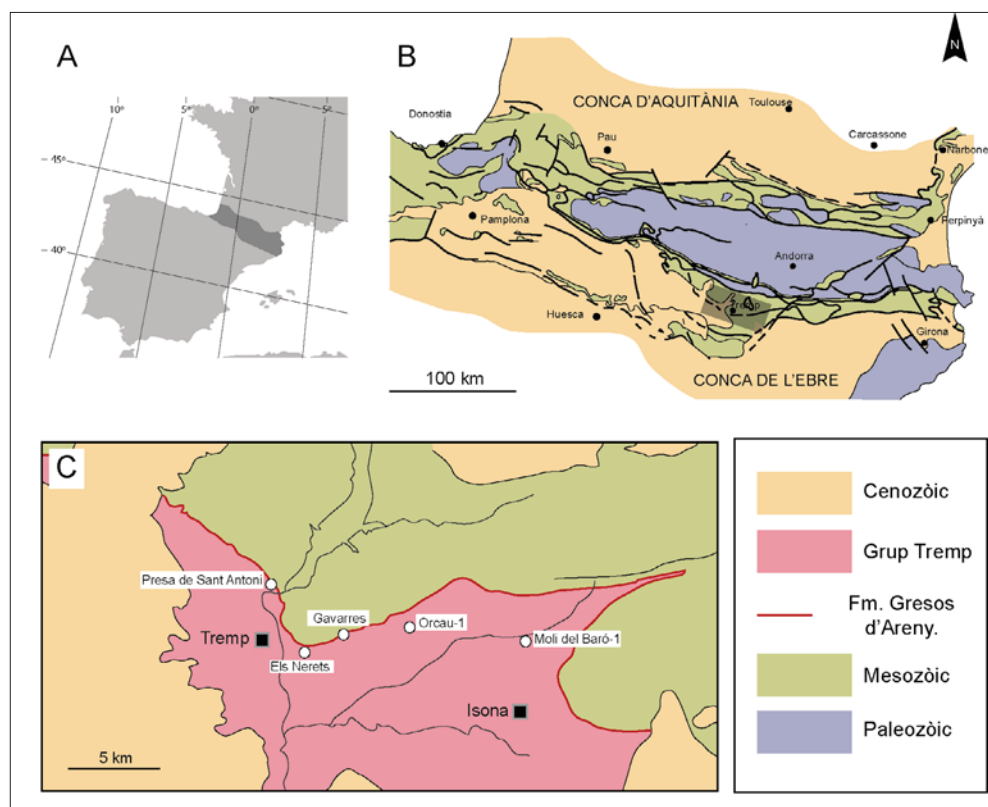 A
10°
5°
0°
5°
45°
40°
B
N
CONCA D'AQUITÀNIA
Toulouse
Donostia
Pau
Carcassone
Narbone
Pamplona
Perpinyà
Andorra
Tremp
Huesca
Girona
100 km
CONCA DE L'EBRE
C
Presa de Sant Antoni
Gavarres
Orcau-1
Tremp
Moli del Baró-1
Els Nerets
Isona
5 km
Cenozòic
Grup Tremp
Fm. Gresos
d'Areny.
Mesozòic
Paleozòic